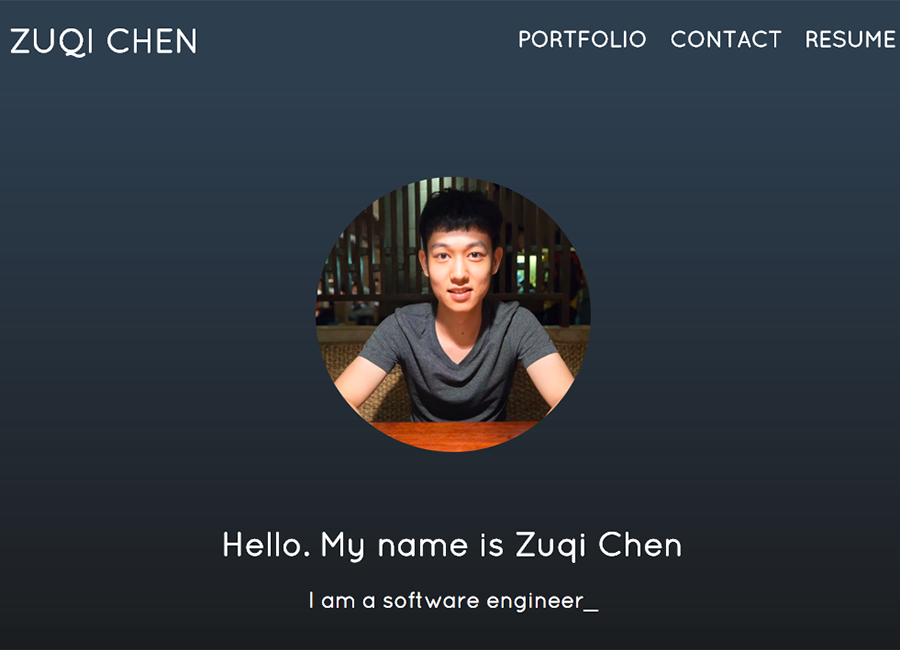 ZUQI CHEN
PORTFOLIO CONTACT RESUME
Hello. My name is Zuqi Chen
I am a software engineer_